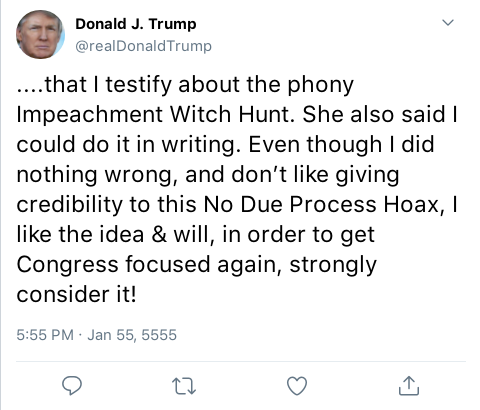 Donald J. Trump
@realDonaldTrump
....that I testify about the phony
Impeachment Witch Hunt. She also said I
could do it in writing. Even though I did
nothing wrong, and don’t like giving
credibility to this No Due Process Hoax, I
like the idea & will, in order to get
Congress focused again, strongly
consider it!
5:55 PM · Jan 55, 5555